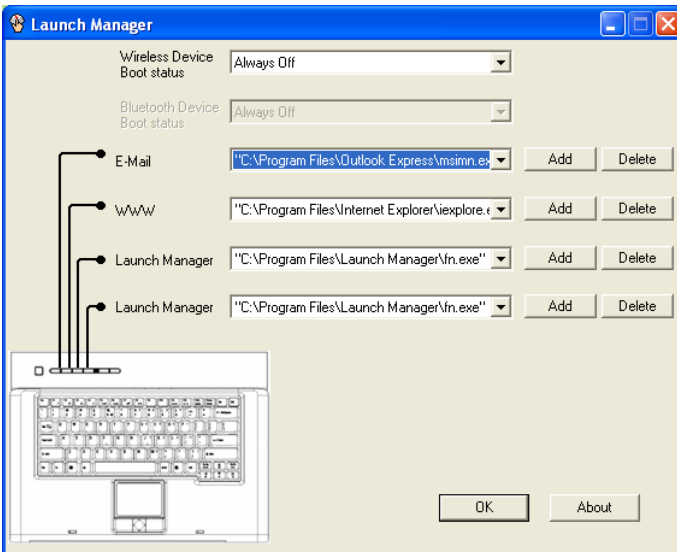 Launch Manager
Wireless Device
Boot status
Always Off
Bluetooth Device
Boot status
Always Off
E-Mail
"C:\Program Files\Outlook Express\msimn.ex
Add
Delete
WWW
"C:\Program Files\Internet Explorer\iexplore.e
Add
Delete
Launch Manager
"C:\Program Files\Launch Manager\fn.exe"
Add
Delete
Launch Manager
"C:\Program Files\Launch Manager\fn.exe"
Add
Delete
OK
About